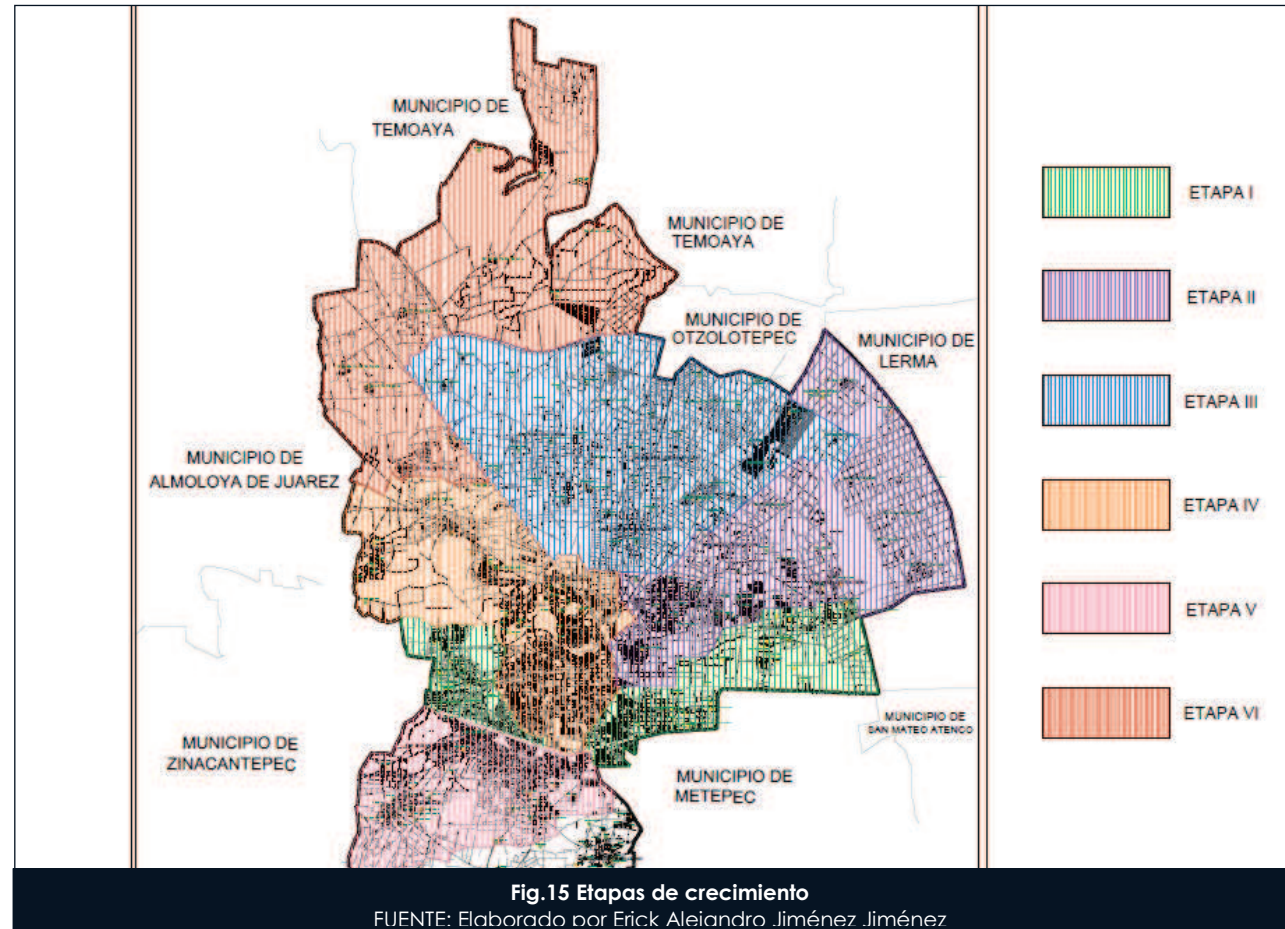 MUNICIPIO DE
TEMOAYA
MUNICIPIO DE
TEMOAYA
MUNICIPIO DE
OTZOLOTEPEC
MUNICIPIO DE
LERMA
MUNICIPIO DE
ALMOLOYA DE JUAREZ
MUNICIPIO DE
ZINACANTEPEC
MUNICIPIO DE
SAN MATEO ATENCO
MUNICIPIO DE
METEPEC
ETAPA I
ETAPA II
ETAPA III
ETAPA IV
ETAPA V
ETAPA VI
Fig.15 Etapas de crecimiento
FUENTE: Elaborado por Erick Alejandro Jiménez Jiménez